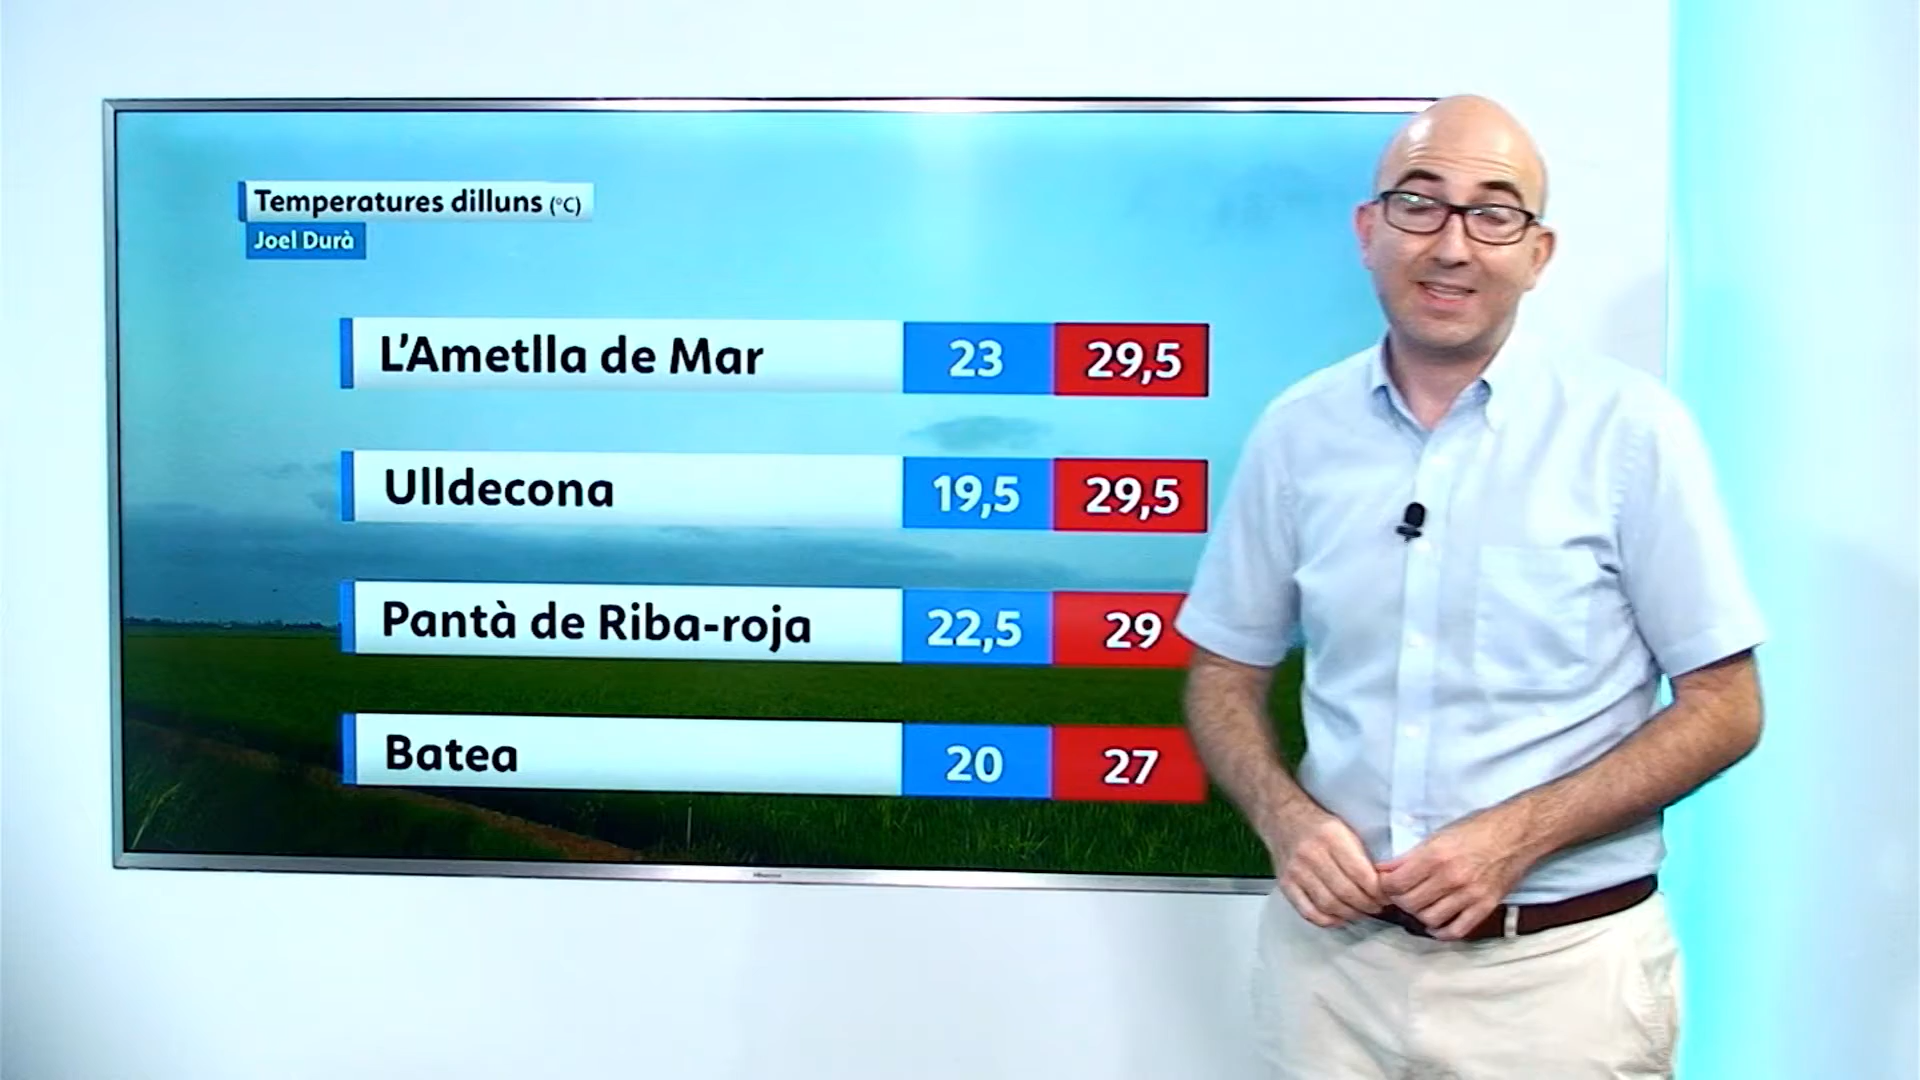 Temperatures dilluns (°C)
Joel Durà
L'Ametlla de Mar 23 29,5
Ulldecona 19,5 29,5
Pantà de Riba-roja 22,5 29
Batea 20 27
Hisense